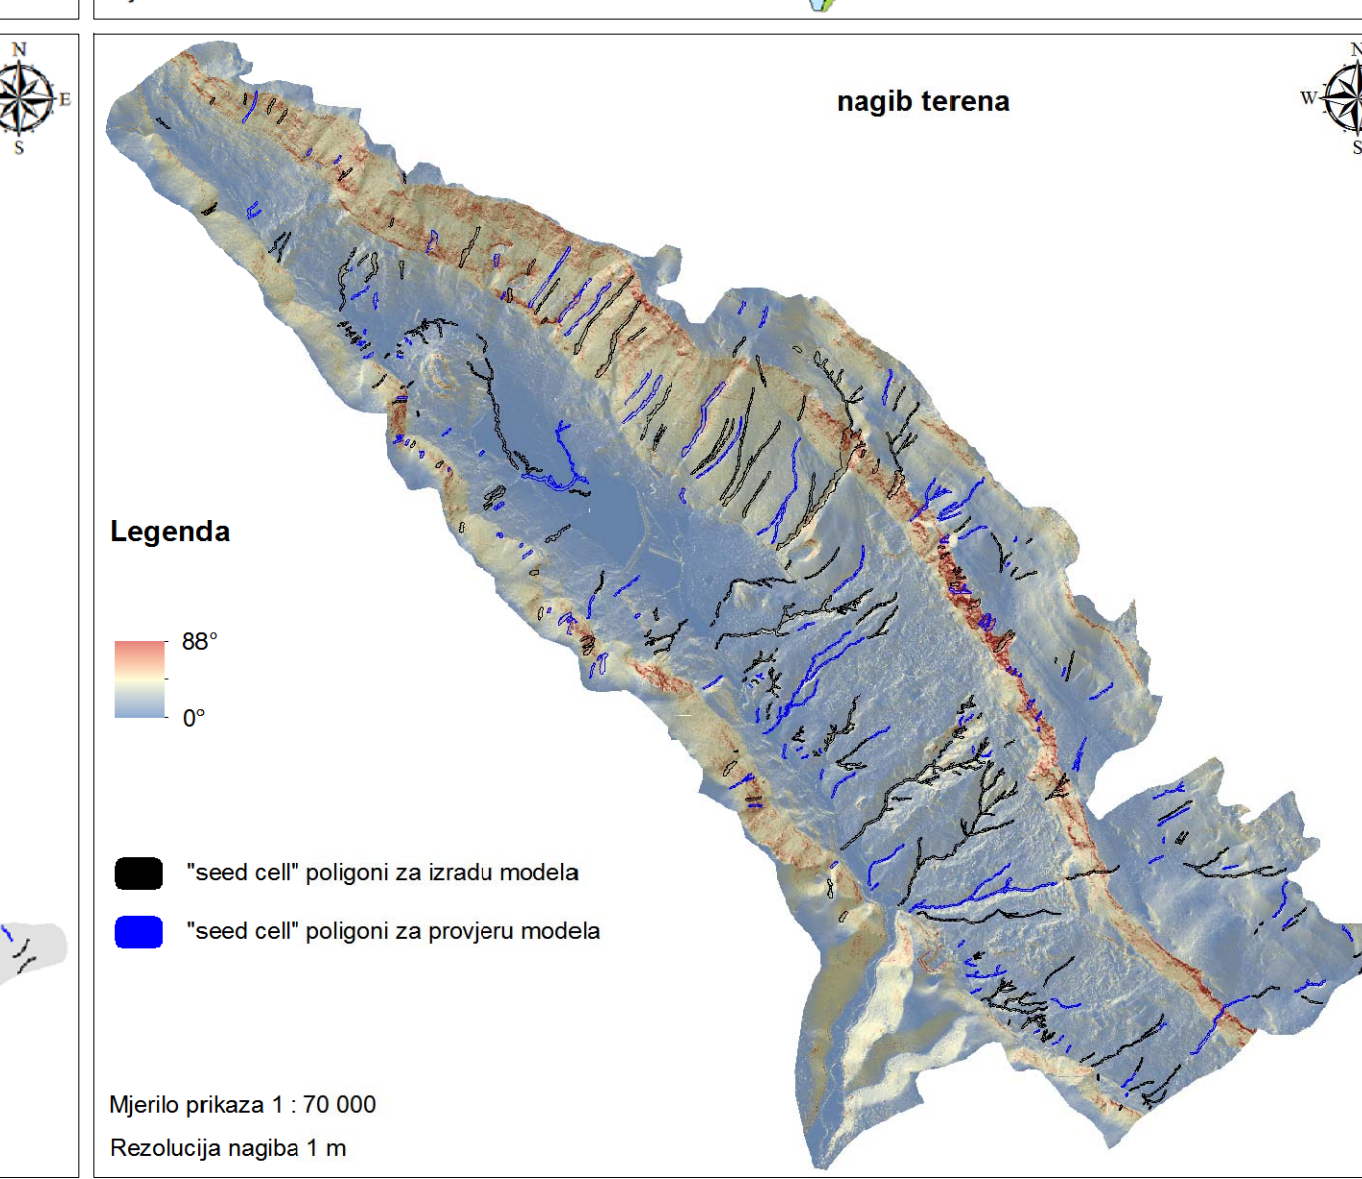 N
E
S
nagib terena
N
W
S
Legenda
88°
0°
"seed cell" poligoni za izradu modela
"seed cell" poligoni za provjeru modela
Mjerilo prikaza 1 : 70 000
Rezolucija nagiba 1 m